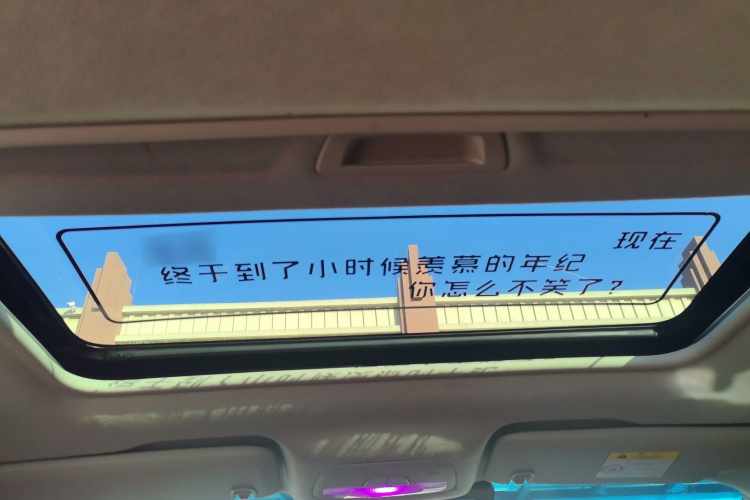 现在
终于到了小时候羡慕的年纪
你怎么不笑了?